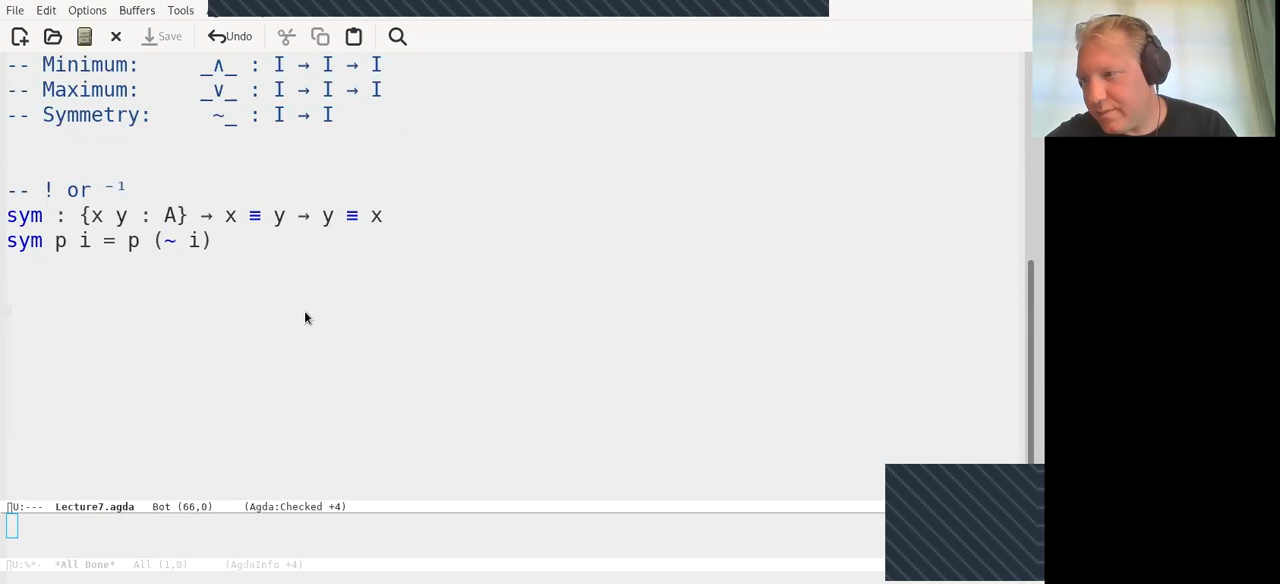 File Edit Options Buffers Tools
Save Undo
-- Minimum: _∧_ : I → I → I
-- Maximum: _∨_ : I → I → I
-- Symmetry: ~_ : I → I
-- ! or ⁻¹
sym : {x y : A} → x ≡ y → y ≡ x
sym p i = p (~ i)
U:--- Lecture7.agda Bot (66,0) (Agda:Checked +4)
U:%*- *All Done* All (1,0) (AgdaInfo +4)